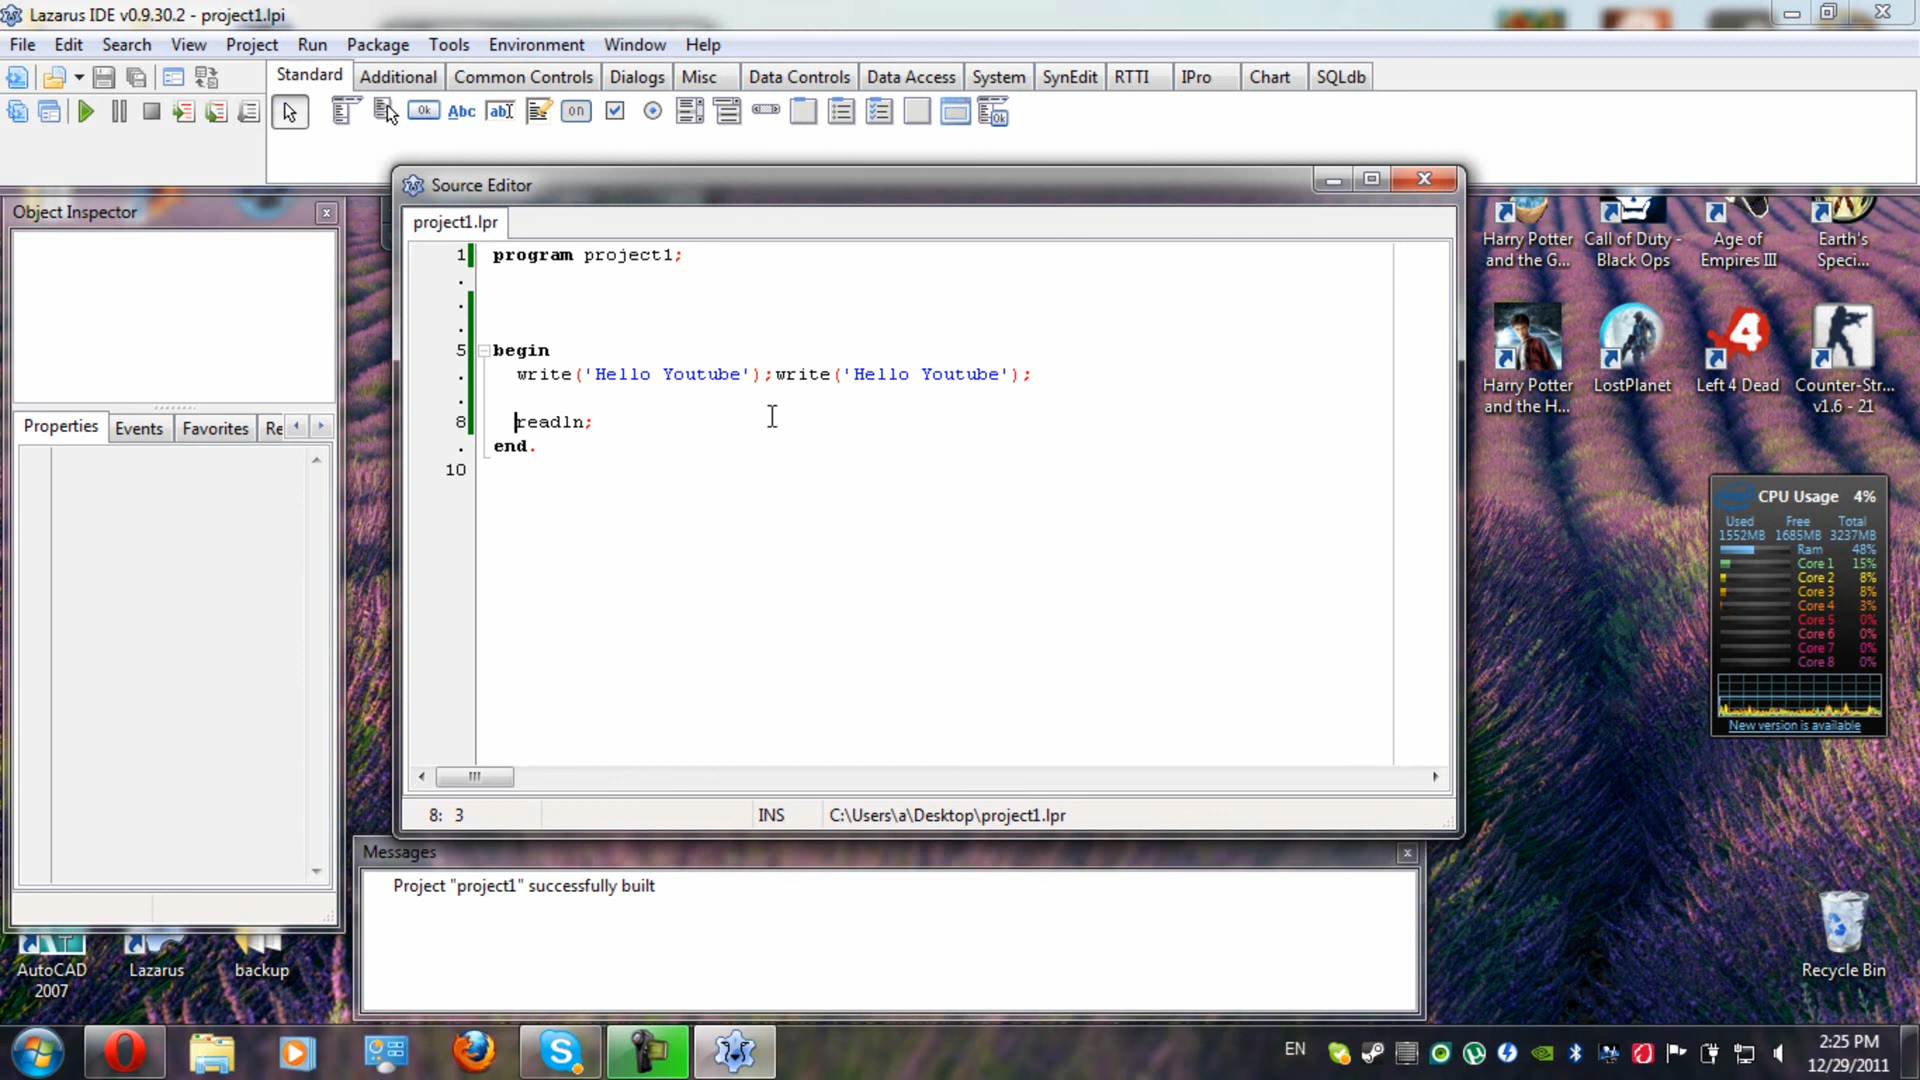 Lazarus IDE v0.9.30.2 - project1.lpi
File Edit Search View Project Run Package Tools Environment Window Help
Standard Additional Common Controls Dialogs Misc Data Controls Data Access System SynEdit RTTI IPro Chart SQLdb
Ok Abc abI on Ok
Object Inspector
Properties Events Favorites Re
Source Editor
project1.lpr
1 program project1;
5 begin
write('Hello Youtube');write('Hello Youtube');
8 readln;
end.
10
8: 3 INS C:\Users\a\Desktop\project1.lpr
Messages
Project "project1" successfully built
Harry Potter and the G...
Call of Duty - Black Ops
Age of Empires III
Earth's Speci...
Harry Potter and the H...
LostPlanet
4
Left 4 Dead
Counter-Str... v1.6 - 21
CPU Usage 4%
Used Free Total
1552MB 1685MB 3237MB
Ram 48%
Core 1 15%
Core 2 8%
Core 3 8%
Core 4 3%
Core 5 0%
Core 6 0%
Core 7 0%
Core 8 0%
New version is available
AutoCAD 2007
Lazarus
backup
Recycle Bin
EN
2:25 PM
12/29/2011